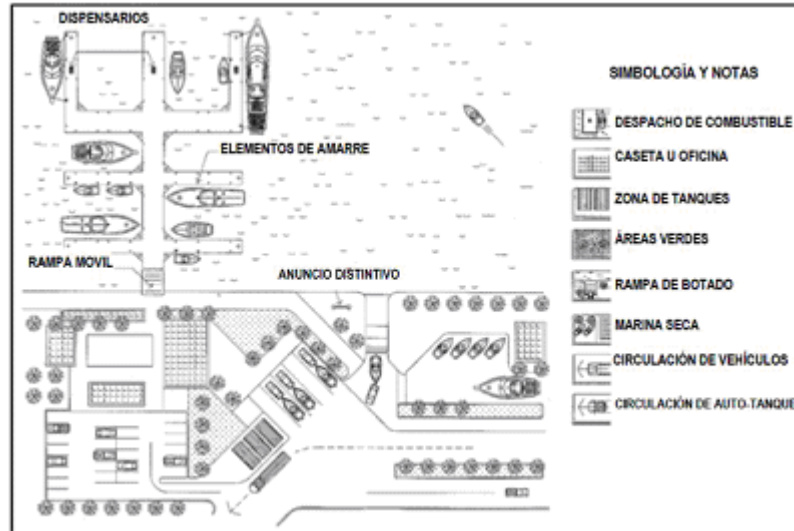 DISPENSARIOS
ELEMENTOS DE AMARRE
RAMPA MOVIL
ANUNCIO DISTINTIVO
SIMBOLOGÍA Y NOTAS
DESPACHO DE COMBUSTIBLE
CASETA U OFICINA
ZONA DE TANQUES
ÁREAS VERDES
RAMPA DE BOTADO
MARINA SECA
CIRCULACIÓN DE VEHÍCULOS
CIRCULACIÓN DE AUTO-TANQUE